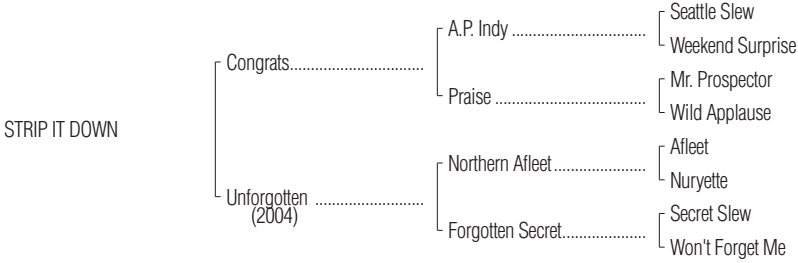 Seattle Slew
A.P. Indy ................................
Weekend Surprise
Congrats................................
Mr. Prospector
Praise ....................................
Wild Applause
STRIP IT DOWN
Afleet
Northern Afleet......................
Nuryette
Unforgotten ..........................
(2004)
Secret Slew
Forgotten Secret....................
Won't Forget Me